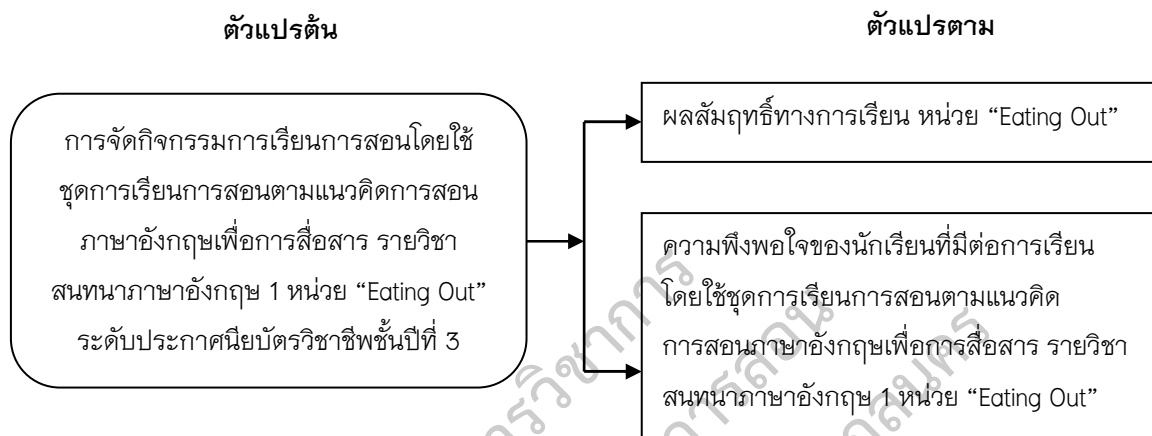 ตัวแปรต้น
ตัวแปรตาม
การจัดกิจกรรมการเรียนการสอนโดยใช้
ชุดการเรียนการสอนตามแนวคิดการสอน
ภาษาอังกฤษเพื่อการสื่อสาร รายวิชา
สนทนาภาษาอังกฤษ 1 หน่วย “Eating Out”
ระดับประกาศนียบัตรวิชาชีพชั้นปีที่ 3
ผลสัมฤทธิ์ทางการเรียน หน่วย “Eating Out”
ความพึงพอใจของนักเรียนที่มีต่อการเรียน
โดยใช้ชุดการเรียนการสอนตามแนวคิด
การสอนภาษาอังกฤษเพื่อการสื่อสาร รายวิชา
สนทนาภาษาอังกฤษ 1 หน่วย “Eating Out”